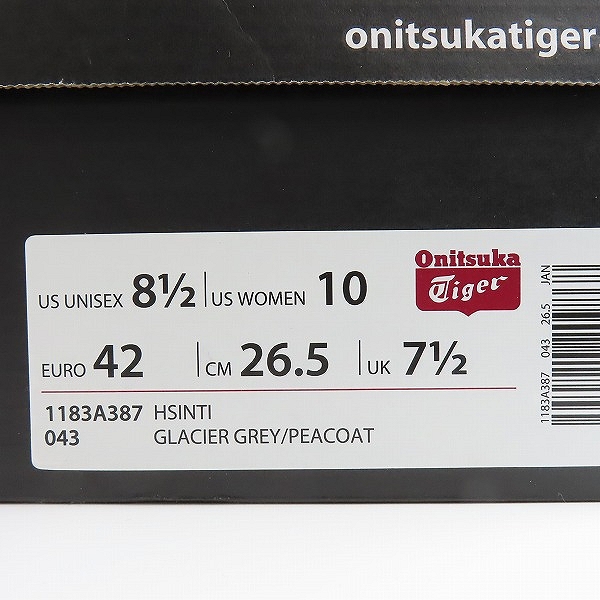 onitsukatiger.
Onitsuka
Tiger
US UNISEX 8½ US WOMEN 10
EURO 42 CM 26.5 UK 7½
1183A387 HSINTI
043 GLACIER GREY/PEACOAT
1183A387 043 26.5 JAN